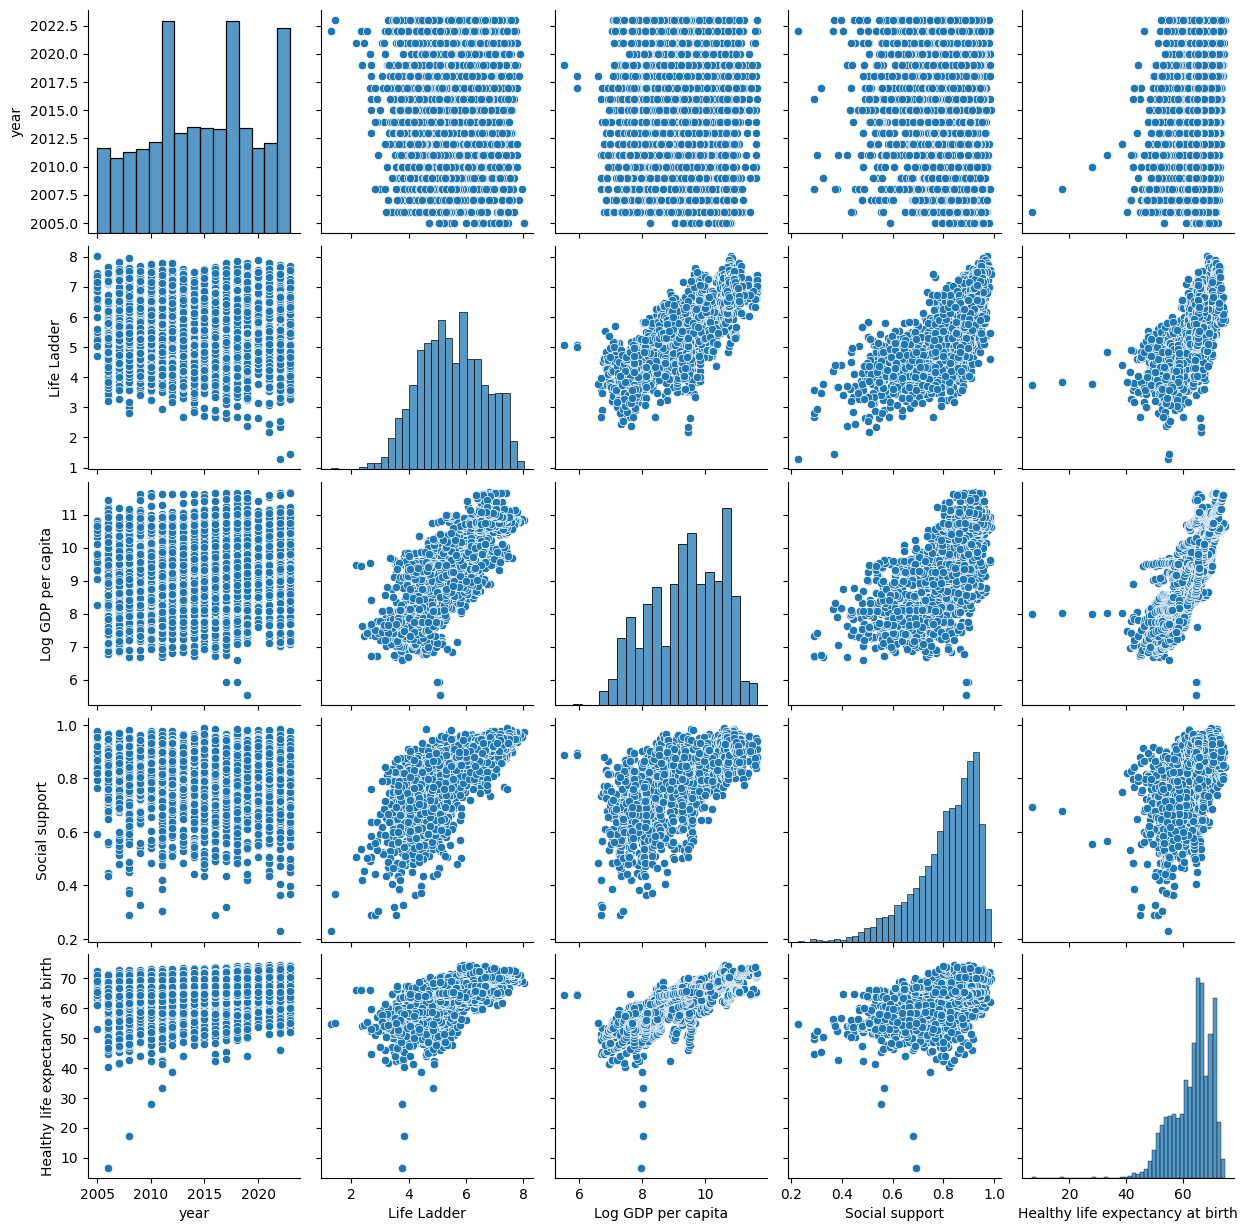 2022.5
2020.0
2017.5
2015.0
2012.5
2010.0
2007.5
2005.0
year
8
7
6
5
4
3
2
1
Life Ladder
11
10
9
8
7
6
Log GDP per capita
1.0
0.8
0.6
0.4
0.2
Social support
70
60
50
40
30
20
10
Healthy life expectancy at birth
2005 2010 2015 2020
year
2 4 6 8
Life Ladder
6 8 10
Log GDP per capita
0.2 0.4 0.6 0.8 1.0
Social support
20 40 60
Healthy life expectancy at birth